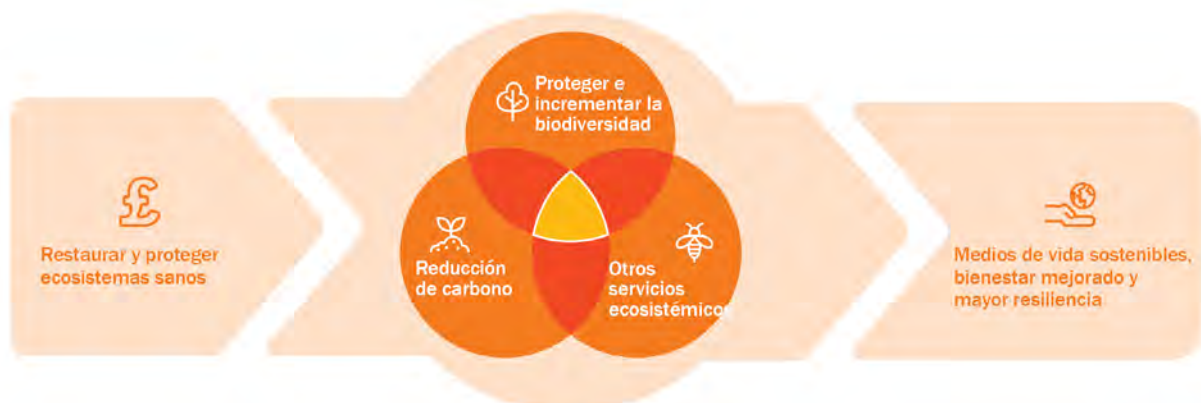 Restaurar y proteger
ecosistemas sanos
Proteger e
incrementar la
biodiversidad
Reducción
de carbono
Otros
servicios
ecosistémicos
Medios de vida sostenibles,
bienestar mejorado y
mayor resiliencia